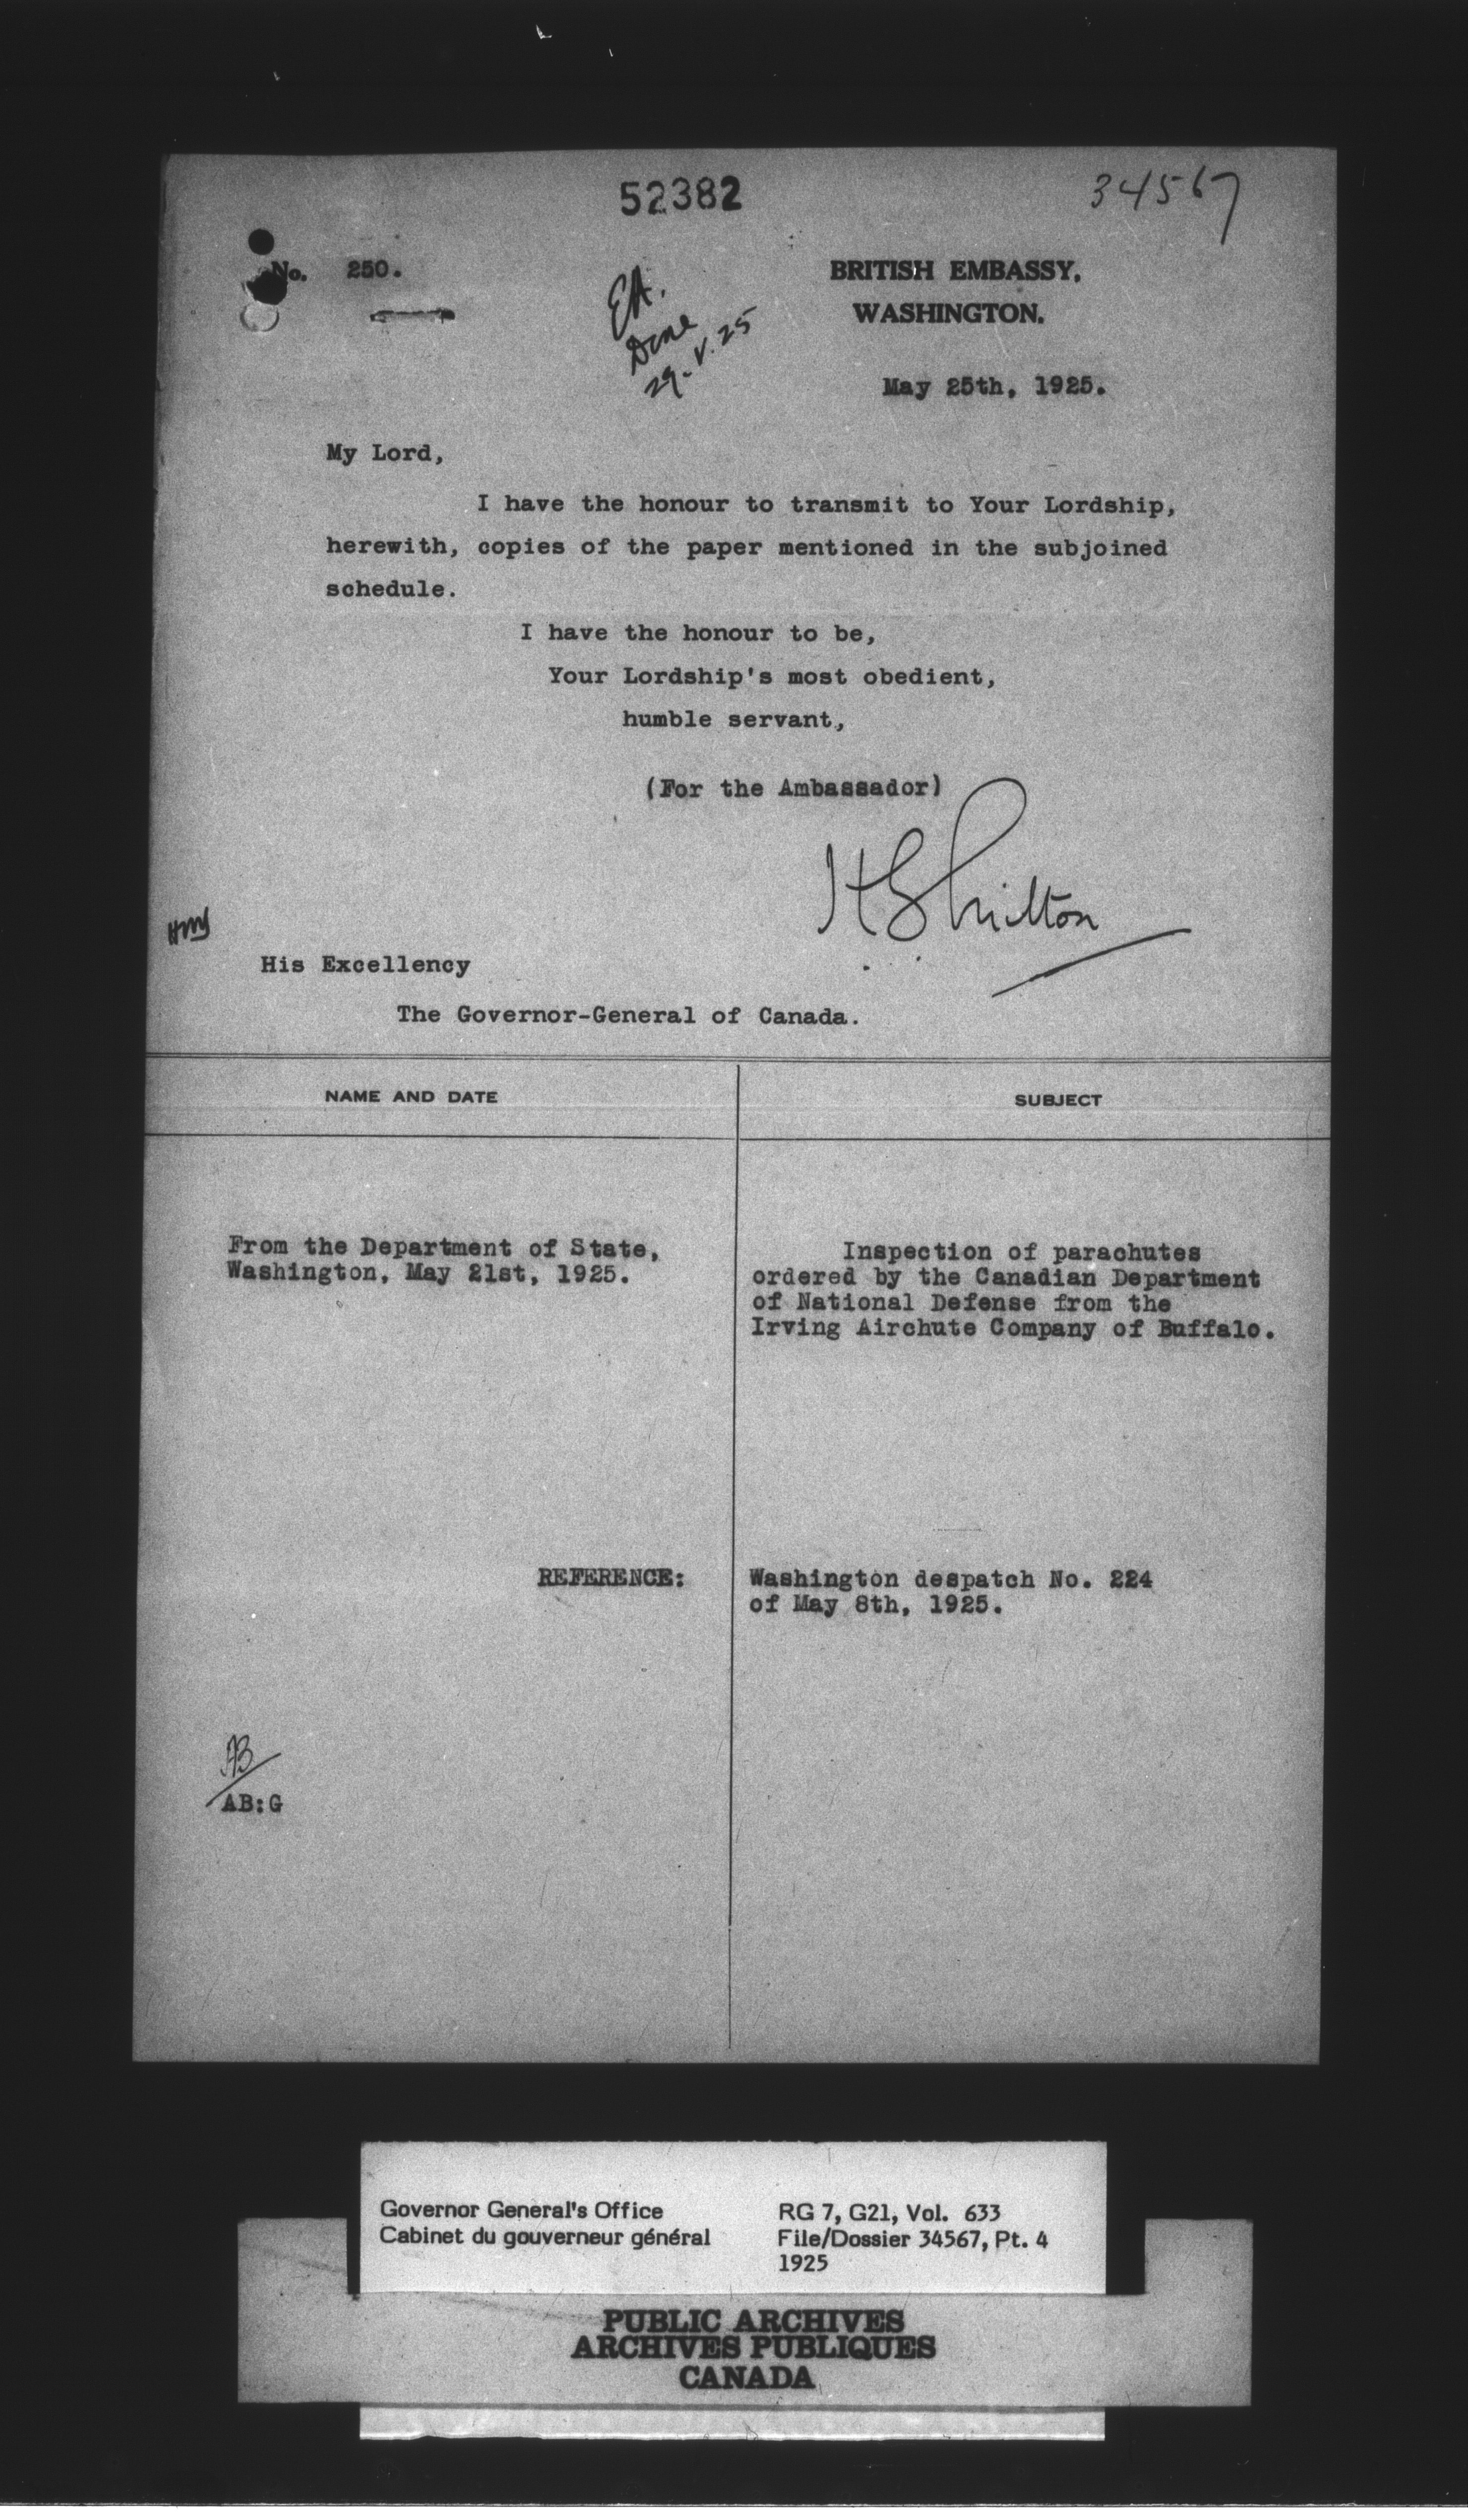 52382
34567
No. 250.
BRITISH EMBASSY,
WASHINGTON.
EA.
Done
29.V.25
May 25th, 1925.
My Lord,
I have the honour to transmit to Your Lordship,
herewith, copies of the paper mentioned in the subjoined
schedule.
I have the honour to be,
Your Lordship's most obedient,
humble servant,
(For the Ambassador)
H S Chilton
His Excellency
The Governor-General of Canada.
NAME AND DATE
SUBJECT
From the Department of State,
Washington, May 21st, 1925.
Inspection of parachutes
ordered by the Canadian Department
of National Defense from the
Irving Airchute Company of Buffalo.
REFERENCE:
Washington despatch No. 224
of May 8th, 1925.
AB
AB:G
Governor General's Office
Cabinet du gouverneur général
RG 7, G21, Vol. 633
File/Dossier 34567, Pt. 4
1925
PUBLIC ARCHIVES
ARCHIVES PUBLIQUES
CANADA